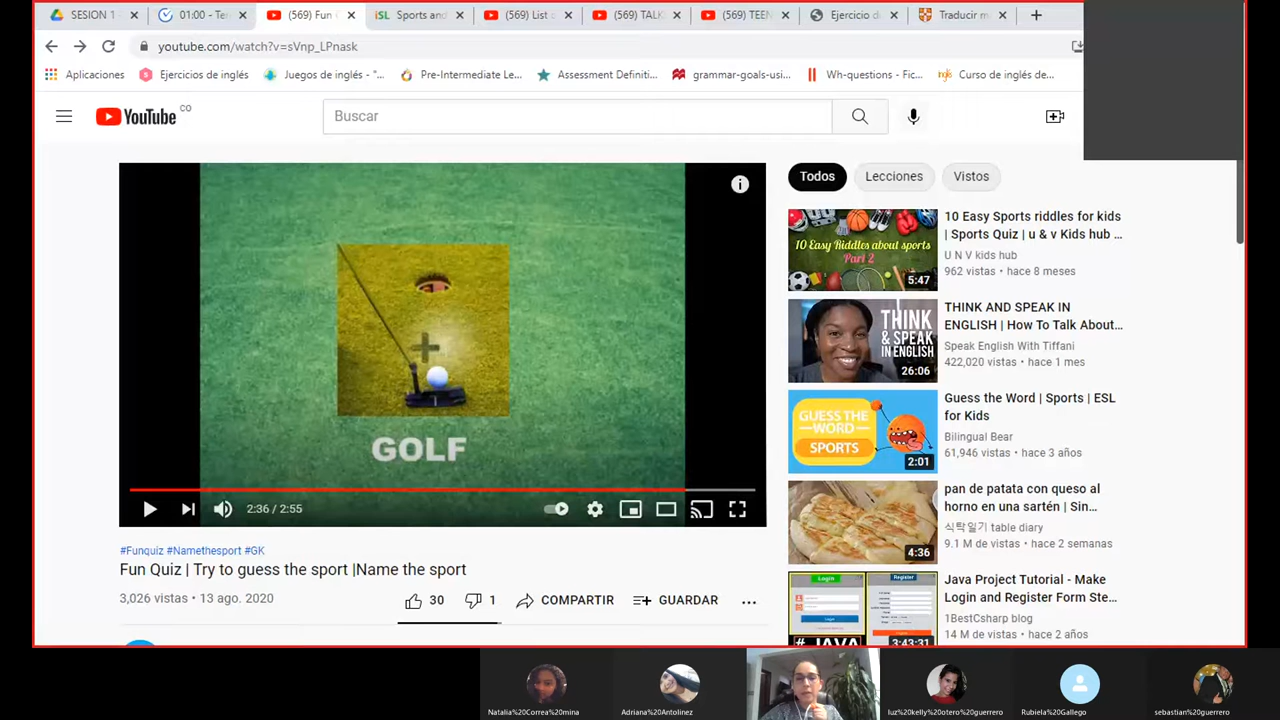 SESION 1 -
01:00 - Ter
(569) Fun
iSL Sports and
(569) List o
(569) TALK
(569) TEEN
Ejercicio d
Traducir m
youtube.com/watch?v=sVnp_LPnask
Aplicaciones
Ejercicios de inglés
Juegos de inglés - "...
Pre-Intermediate Le...
Assessment Definiti...
grammar-goals-usi...
Wh-questions - Fic...
Curso de inglés de...
YouTube CO
Buscar
GOLF
2:36 / 2:55
#Funquiz #Namethesport #GK
Fun Quiz | Try to guess the sport |Name the sport
3,026 vistas • 13 ago. 2020
30
1
COMPARTIR
GUARDAR
Todos
Lecciones
Vistos
10 Easy Riddles about sports
Part 2
5:47
10 Easy Sports riddles for kids
| Sports Quiz | u & v Kids hub ...
U N V kids hub
962 vistas • hace 8 meses
THINK
& SPEAK
IN ENGLISH
26:06
THINK AND SPEAK IN
ENGLISH | How To Talk About...
Speak English With Tiffani
422,020 vistas • hace 1 mes
GUESS THE
WORD
SPORTS
2:01
Guess the Word | Sports | ESL
for Kids
Bilingual Bear
61,946 vistas • hace 3 años
4:36
pan de patata con queso al
horno en una sartén | Sin...
식탁일기 table diary
9.1 M de vistas • hace 2 semanas
Login
Register
# JAVA
3:43:31
Java Project Tutorial - Make
Login and Register Form Ste...
1BestCsharp blog
14 M de vistas • hace 2 años
Natalia%20Correa%20mina
Adriana%20Antolinez
luz%20kelly%20otero%20guerrero
Rubiela%20Gallego
sebastian%20guerrero